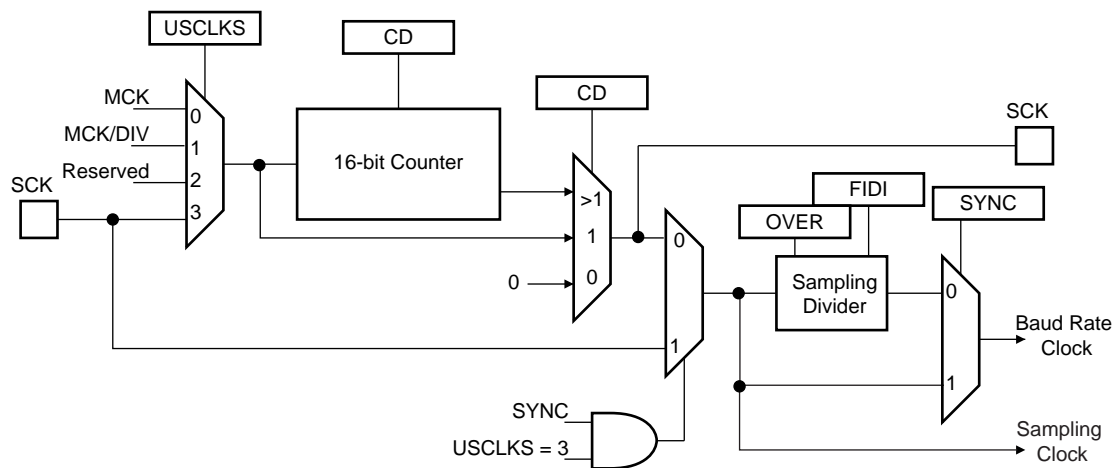 USCLKS
CD
MCK
MCK/DIV
Reserved
SCK
0
1
2
3
16-bit Counter
CD
>1
1
0
0
SCK
0
1
SYNC
USCLKS = 3
OVER
FIDI
Sampling
Divider
SYNC
0
1
Baud Rate
Clock
Sampling
Clock